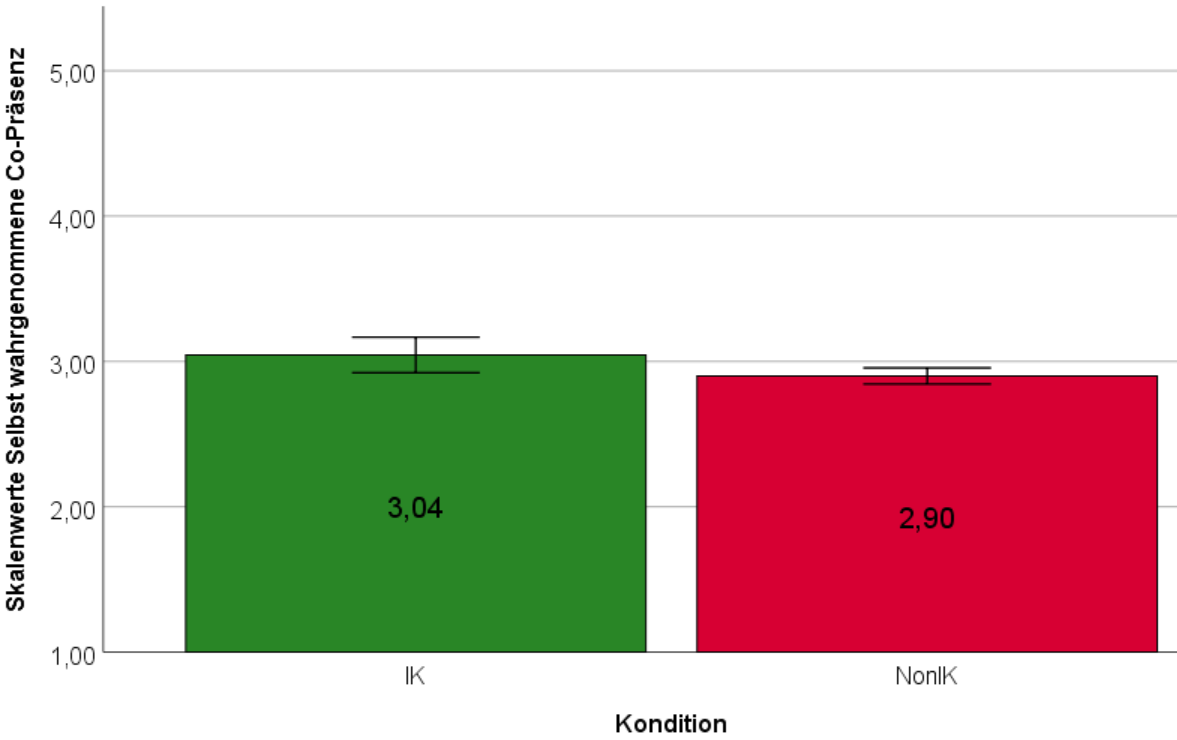 Skalenwerte Selbst wahrgenommene Co-Präsenz
5,00
4,00
3,00
2,00
1,00
3,04
2,90
IK
NonIK
Kondition